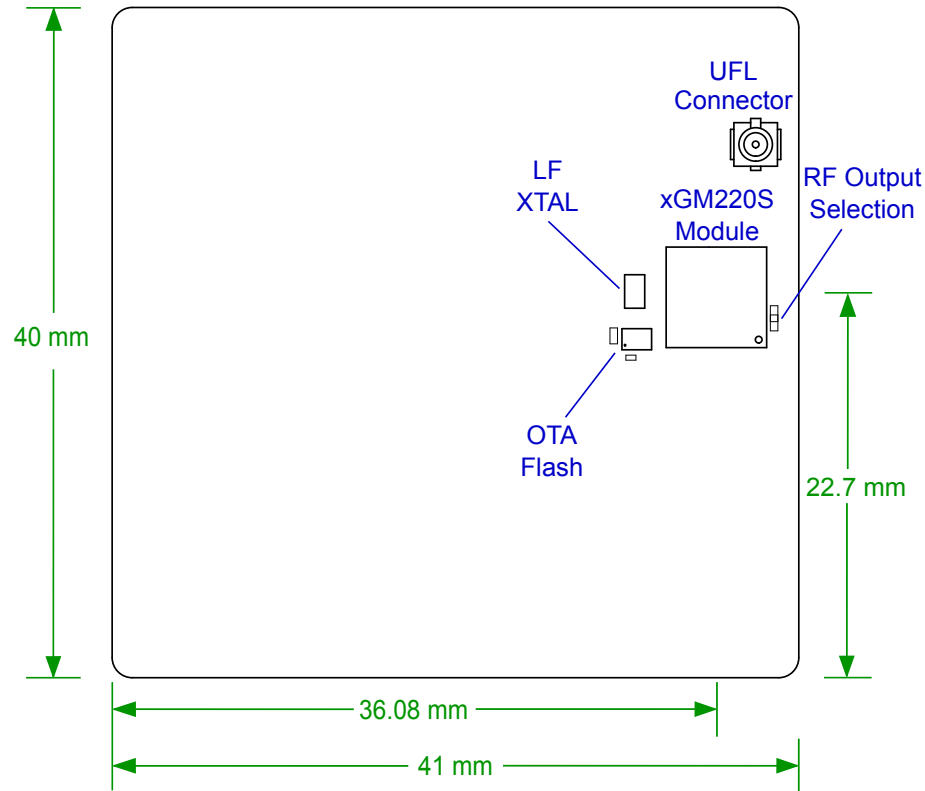 UFL
Connector
LF
XTAL
xGM220S
Module
RF Output
Selection
40 mm
OTA
Flash
22.7 mm
36.08 mm
41 mm